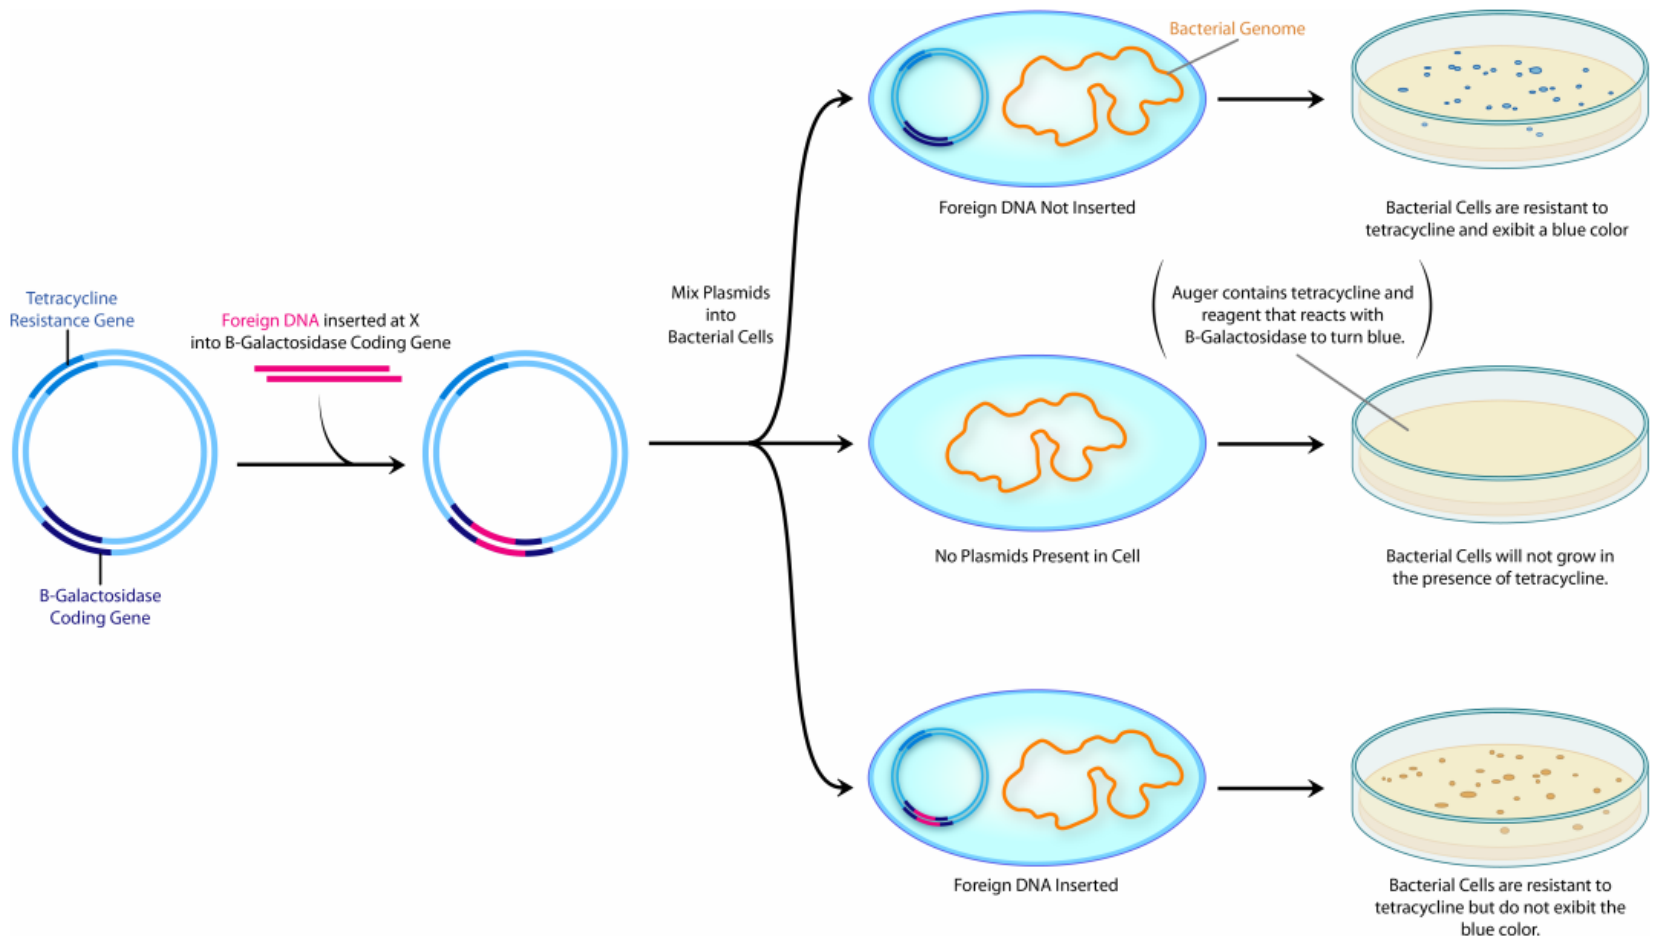 Tetracycline
Resistance Gene
Foreign DNA inserted at X
into B-Galactosidase Coding Gene
B-Galactosidase
Coding Gene
Mix Plasmids
into
Bacterial Cells
Bacterial Genome
Foreign DNA Not Inserted
Bacterial Cells are resistant to
tetracycline and exibit a blue color
Auger contains tetracycline and
reagent that reacts with
B-Galactosidase to turn blue.
No Plasmids Present in Cell
Bacterial Cells will not grow in
the presence of tetracycline.
Foreign DNA Inserted
Bacterial Cells are resistant to
tetracycline but do not exibit the
blue color.